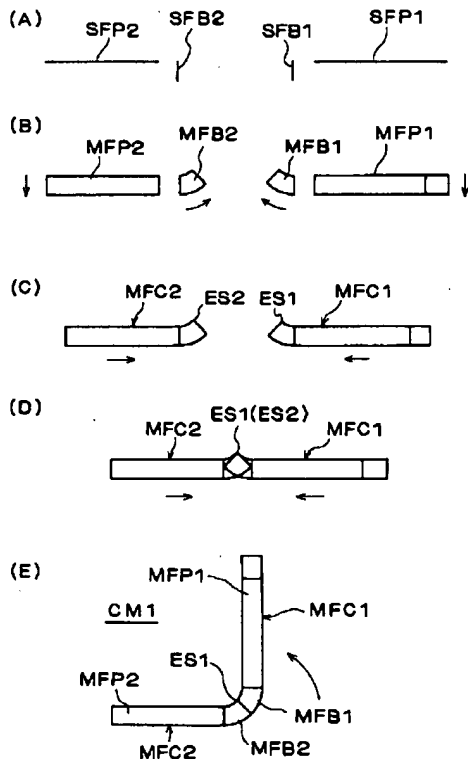 (A)
SFP2 SFB2 SFB1 SFP1
(B)
MFP2 MFB2 MFB1 MFP1
(C)
MFC2 ES2 ES1 MFC1
(D)
ES1(ES2)
MFC2 MFC1
(E)
MFP1
CM1 MFC1
ES1
MFP2
MFB1
MFC2 MFB2